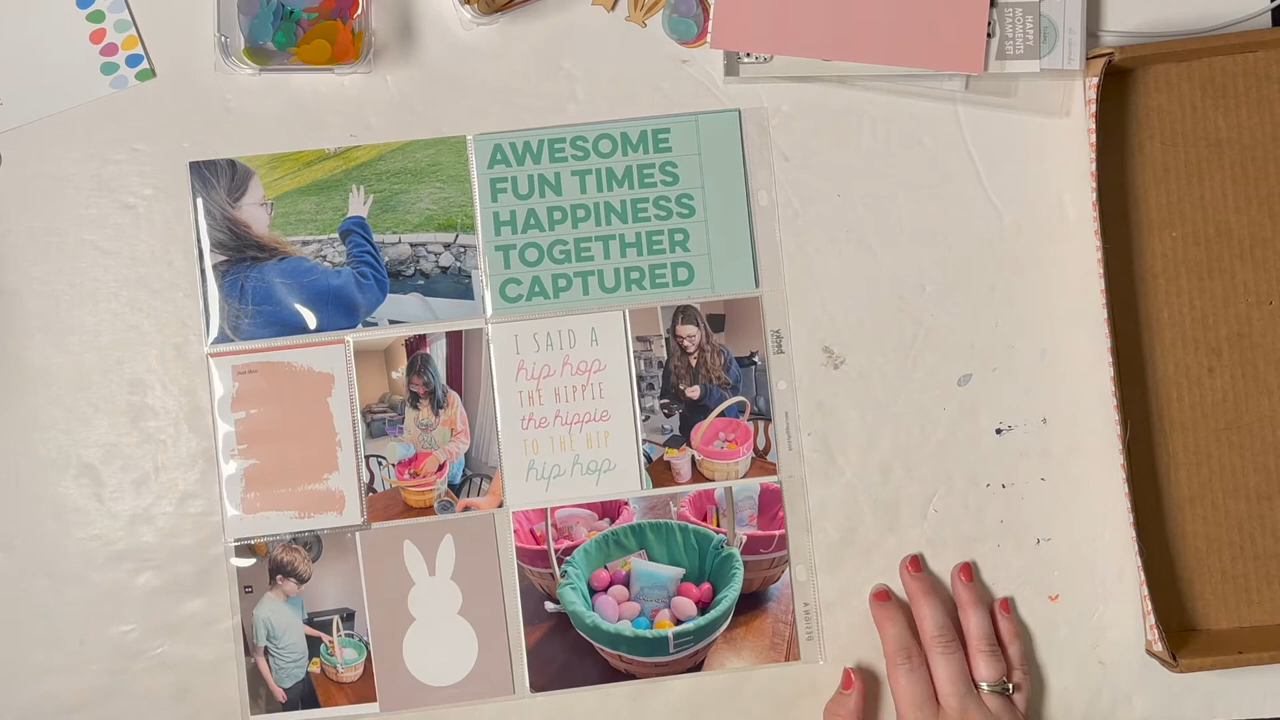 HAPPY
MOMENTS
STAMP SET
AWESOME
FUN TIMES
HAPPINESS
TOGETHER
CAPTURED
I SAID A
hip hop
THE HIPPIE
the hippie
TO THE HIP
hip hop